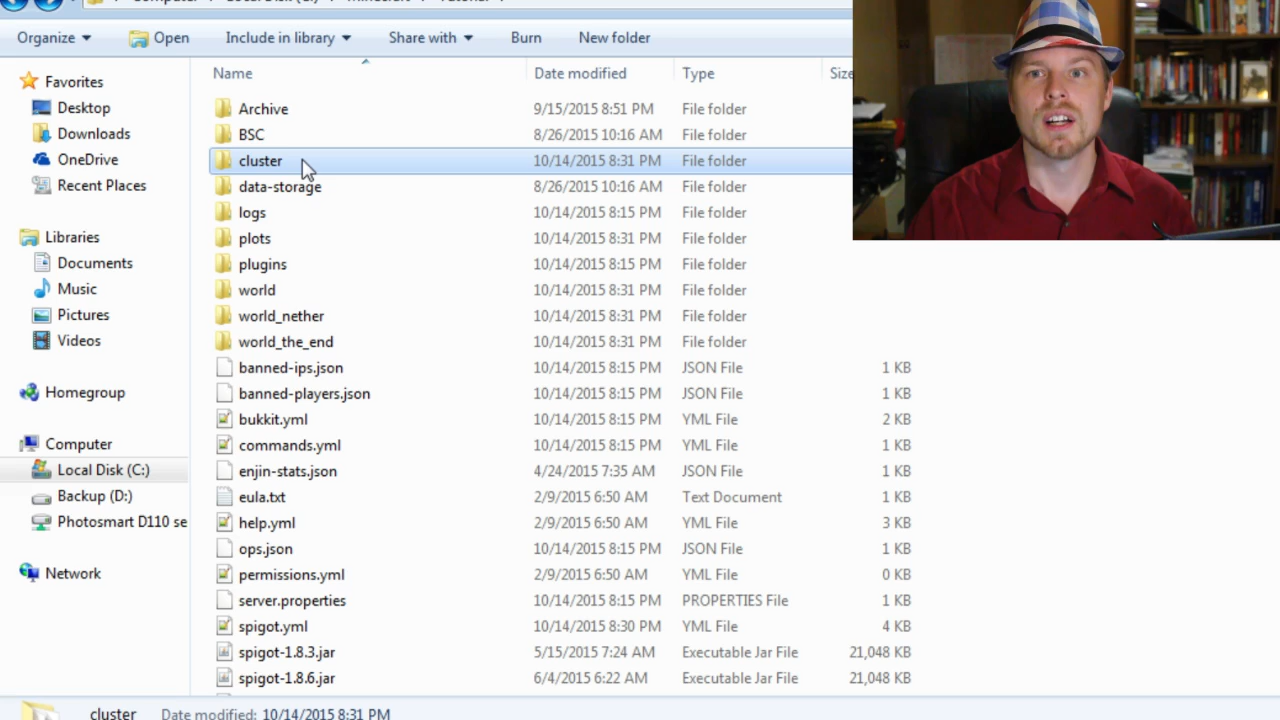 Organize Open Include in library Share with Burn New folder
Name Date modified Type Size
Favorites
Desktop
Downloads
OneDrive
Recent Places
Libraries
Documents
Music
Pictures
Videos
Homegroup
Computer
Local Disk (C:)
Backup (D:)
Photosmart D110 se
Network
Archive 9/15/2015 8:51 PM File folder
BSC 8/26/2015 10:16 AM File folder
cluster 10/14/2015 8:31 PM File folder
data-storage 8/26/2015 10:16 AM File folder
logs 10/14/2015 8:15 PM File folder
plots 10/14/2015 8:31 PM File folder
plugins 10/14/2015 8:15 PM File folder
world 10/14/2015 8:31 PM File folder
world_nether 10/14/2015 8:31 PM File folder
world_the_end 10/14/2015 8:31 PM File folder
banned-ips.json 10/14/2015 8:15 PM JSON File 1 KB
banned-players.json 10/14/2015 8:15 PM JSON File 1 KB
bukkit.yml 10/14/2015 8:15 PM YML File 2 KB
commands.yml 10/14/2015 8:15 PM YML File 1 KB
enjin-stats.json 4/24/2015 7:35 AM JSON File 1 KB
eula.txt 2/9/2015 6:50 AM Text Document 1 KB
help.yml 2/9/2015 6:50 AM YML File 3 KB
ops.json 10/14/2015 8:15 PM JSON File 1 KB
permissions.yml 2/9/2015 6:50 AM YML File 0 KB
server.properties 10/14/2015 8:15 PM PROPERTIES File 1 KB
spigot.yml 10/14/2015 8:30 PM YML File 4 KB
spigot-1.8.3.jar 5/15/2015 7:24 AM Executable Jar File 21,048 KB
spigot-1.8.6.jar 6/4/2015 6:22 AM Executable Jar File 21,048 KB
cluster Date modified: 10/14/2015 8:31 PM